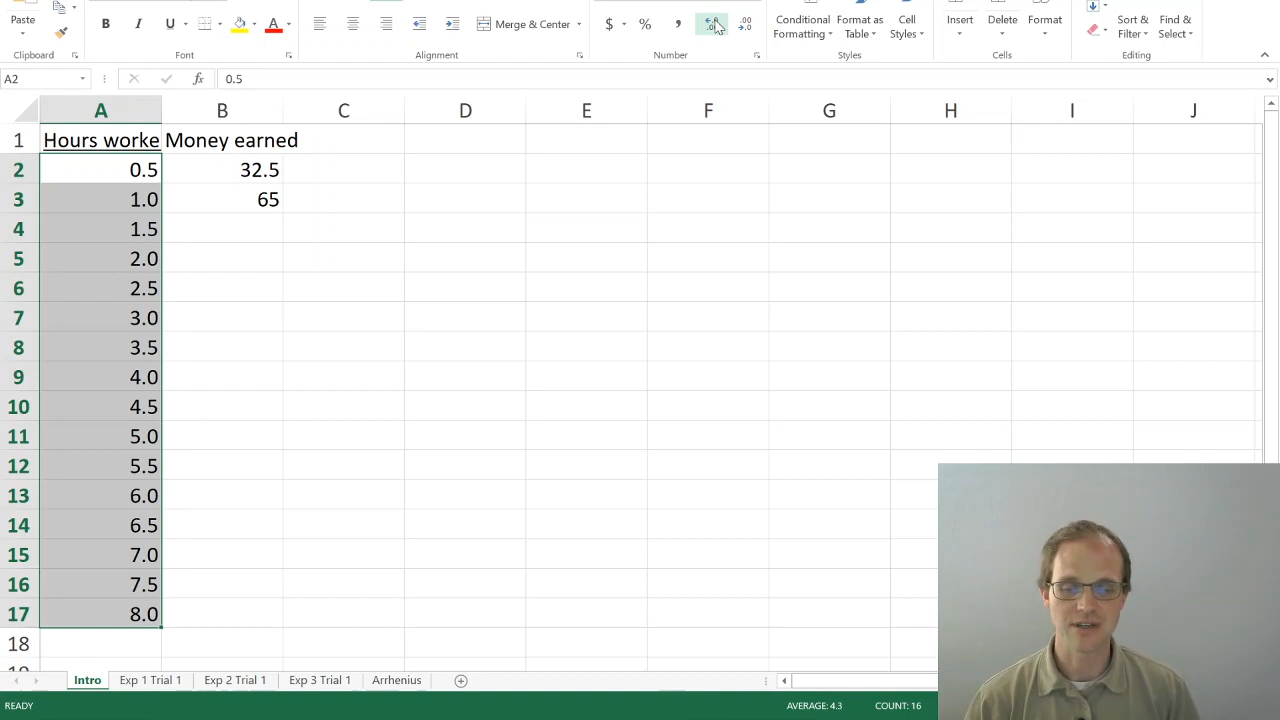 Paste
B I U A
Merge & Center
$ % , .0 .00
Conditional Formatting
Format as Table
Cell Styles
Insert
Delete
Format
Sort & Filter
Find & Select
Clipboard
Font
Alignment
Number
Styles
Cells
Editing
A2
fx
0.5
A B C D E F G H I J
1 Hours worke Money earned
2 0.5 32.5
3 1.0 65
4 1.5
5 2.0
6 2.5
7 3.0
8 3.5
9 4.0
10 4.5
11 5.0
12 5.5
13 6.0
14 6.5
15 7.0
16 7.5
17 8.0
18
Intro Exp 1 Trial 1 Exp 2 Trial 1 Exp 3 Trial 1 Arrhenius
READY AVERAGE: 4.3 COUNT: 16